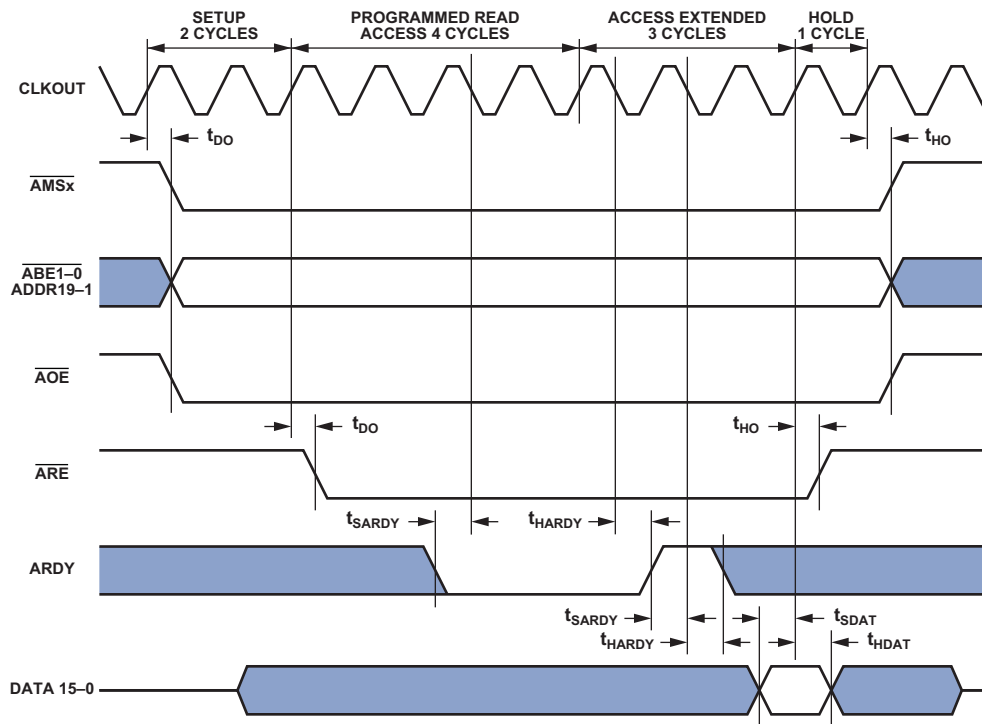 SETUP
2 CYCLES
PROGRAMMED READ
ACCESS 4 CYCLES
ACCESS EXTENDED
3 CYCLES
HOLD
1 CYCLE
CLKOUT
tDO
tHO
AMSx
ABE1–0
ADDR19–1
AOE
tDO
tHO
ARE
tSARDY
tHARDY
ARDY
tSARDY
tSDAT
tHARDY
tHDAT
DATA 15–0